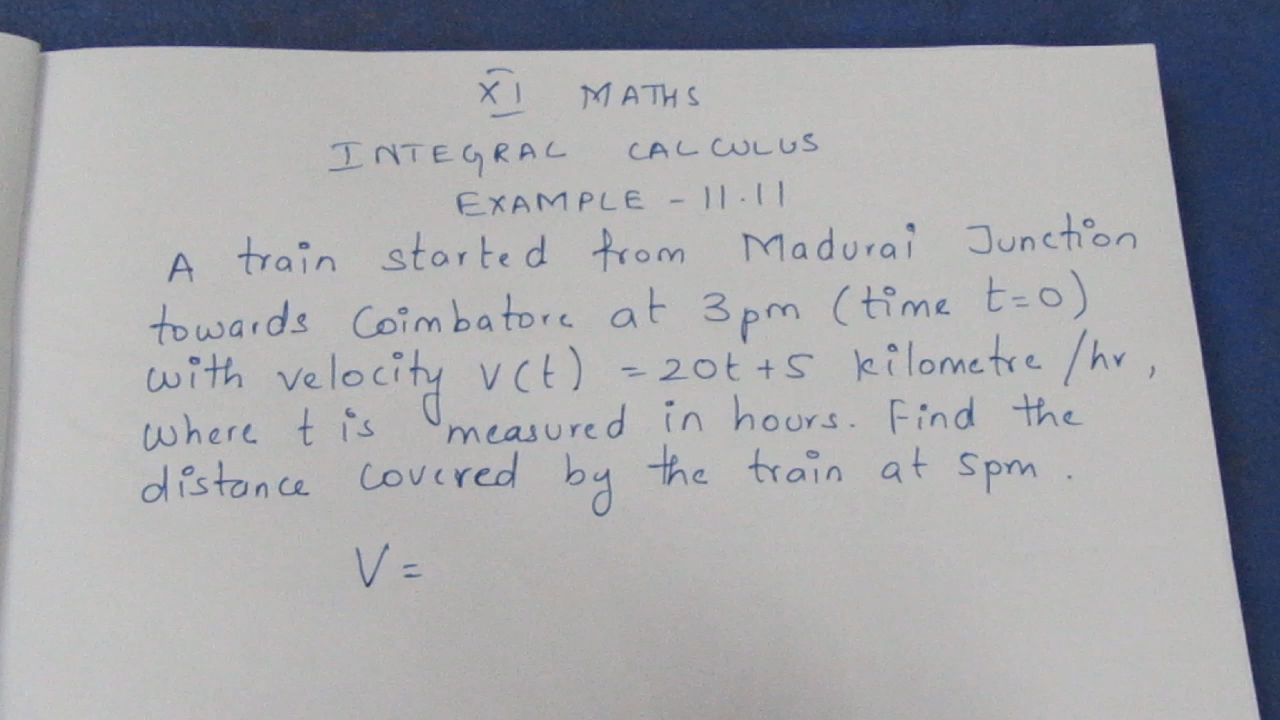 XI MATHS
INTEGRAL CALCULUS
EXAMPLE - 11.11
A train started from Madurai Junction
towards Coimbatore at 3pm (time t=0)
with velocity v(t) = 20t+5 kilometre /hr,
where t is measured in hours. Find the
distance covered by the train at 5pm.
V=